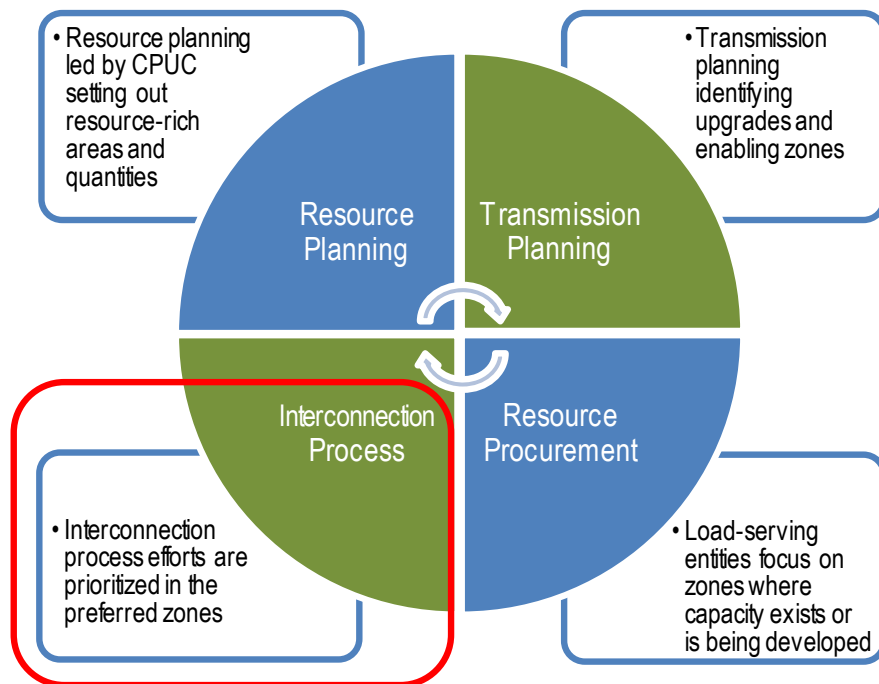 • Resource planning
led by CPUC
setting out
resource-rich
areas and
quantities
• Transmission
planning
identifying
upgrades and
enabling zones
Resource
Planning
Transmission
Planning
Interconnection
Process
Resource
Procurement
• Interconnection
process efforts are
prioritized in the
preferred zones
• Load-serving
entities focus on
zones where
capacity exists or
is being developed